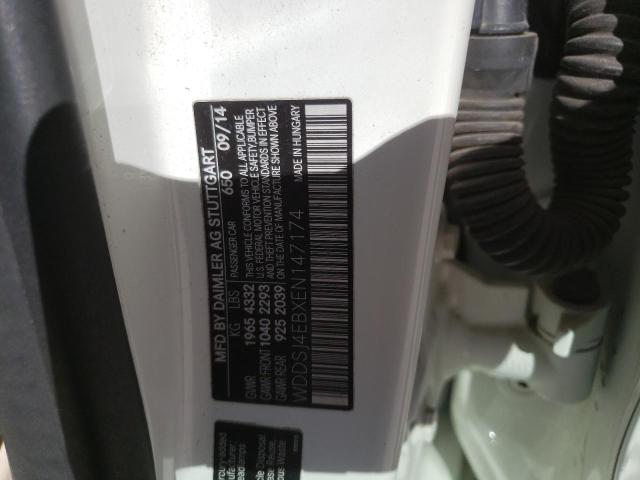 MFD BY DAIMLER AG STUTTGART
650 09/14
KG LBS PASSENGER CAR
GVWR 1965 4332
GAWR FRONT 1040 2293
GAWR REAR 925 2039
THIS VEHICLE CONFORMS TO ALL APPLICABLE
U.S. FEDERAL MOTOR VEHICLE SAFETY,BUMPER
AND THEFT PREVENTION STANDARDS IN EFFECT
ON THE DATE OF MANUFACTURE SHOWN ABOVE
MADE IN HUNGARY
WDDSJ4EBXEN147174